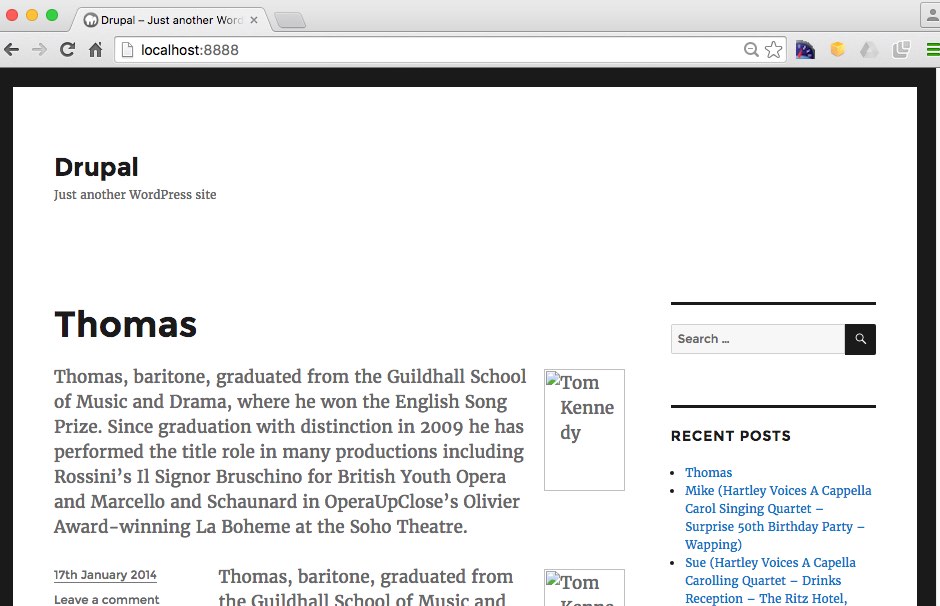 Drupal – Just another Word
localhost:8888
Drupal
Just another WordPress site
Thomas
Thomas, baritone, graduated from the Guildhall School
of Music and Drama, where he won the English Song
Prize. Since graduation with distinction in 2009 he has
performed the title role in many productions including
Rossini’s Il Signor Bruschino for British Youth Opera
and Marcello and Schaunard in OperaUpClose’s Olivier
Award-winning La Boheme at the Soho Theatre.
Tom
Kenne
dy
17th January 2014
Leave a comment
Thomas, baritone, graduated from
the Guildhall School of Music and
Tom
Kenne
Search …
RECENT POSTS
Thomas
Mike (Hartley Voices A Cappella
Carol Singing Quartet –
Surprise 50th Birthday Party –
Wapping)
Sue (Hartley Voices A Capella
Carolling Quartet – Drinks
Reception – The Ritz Hotel,